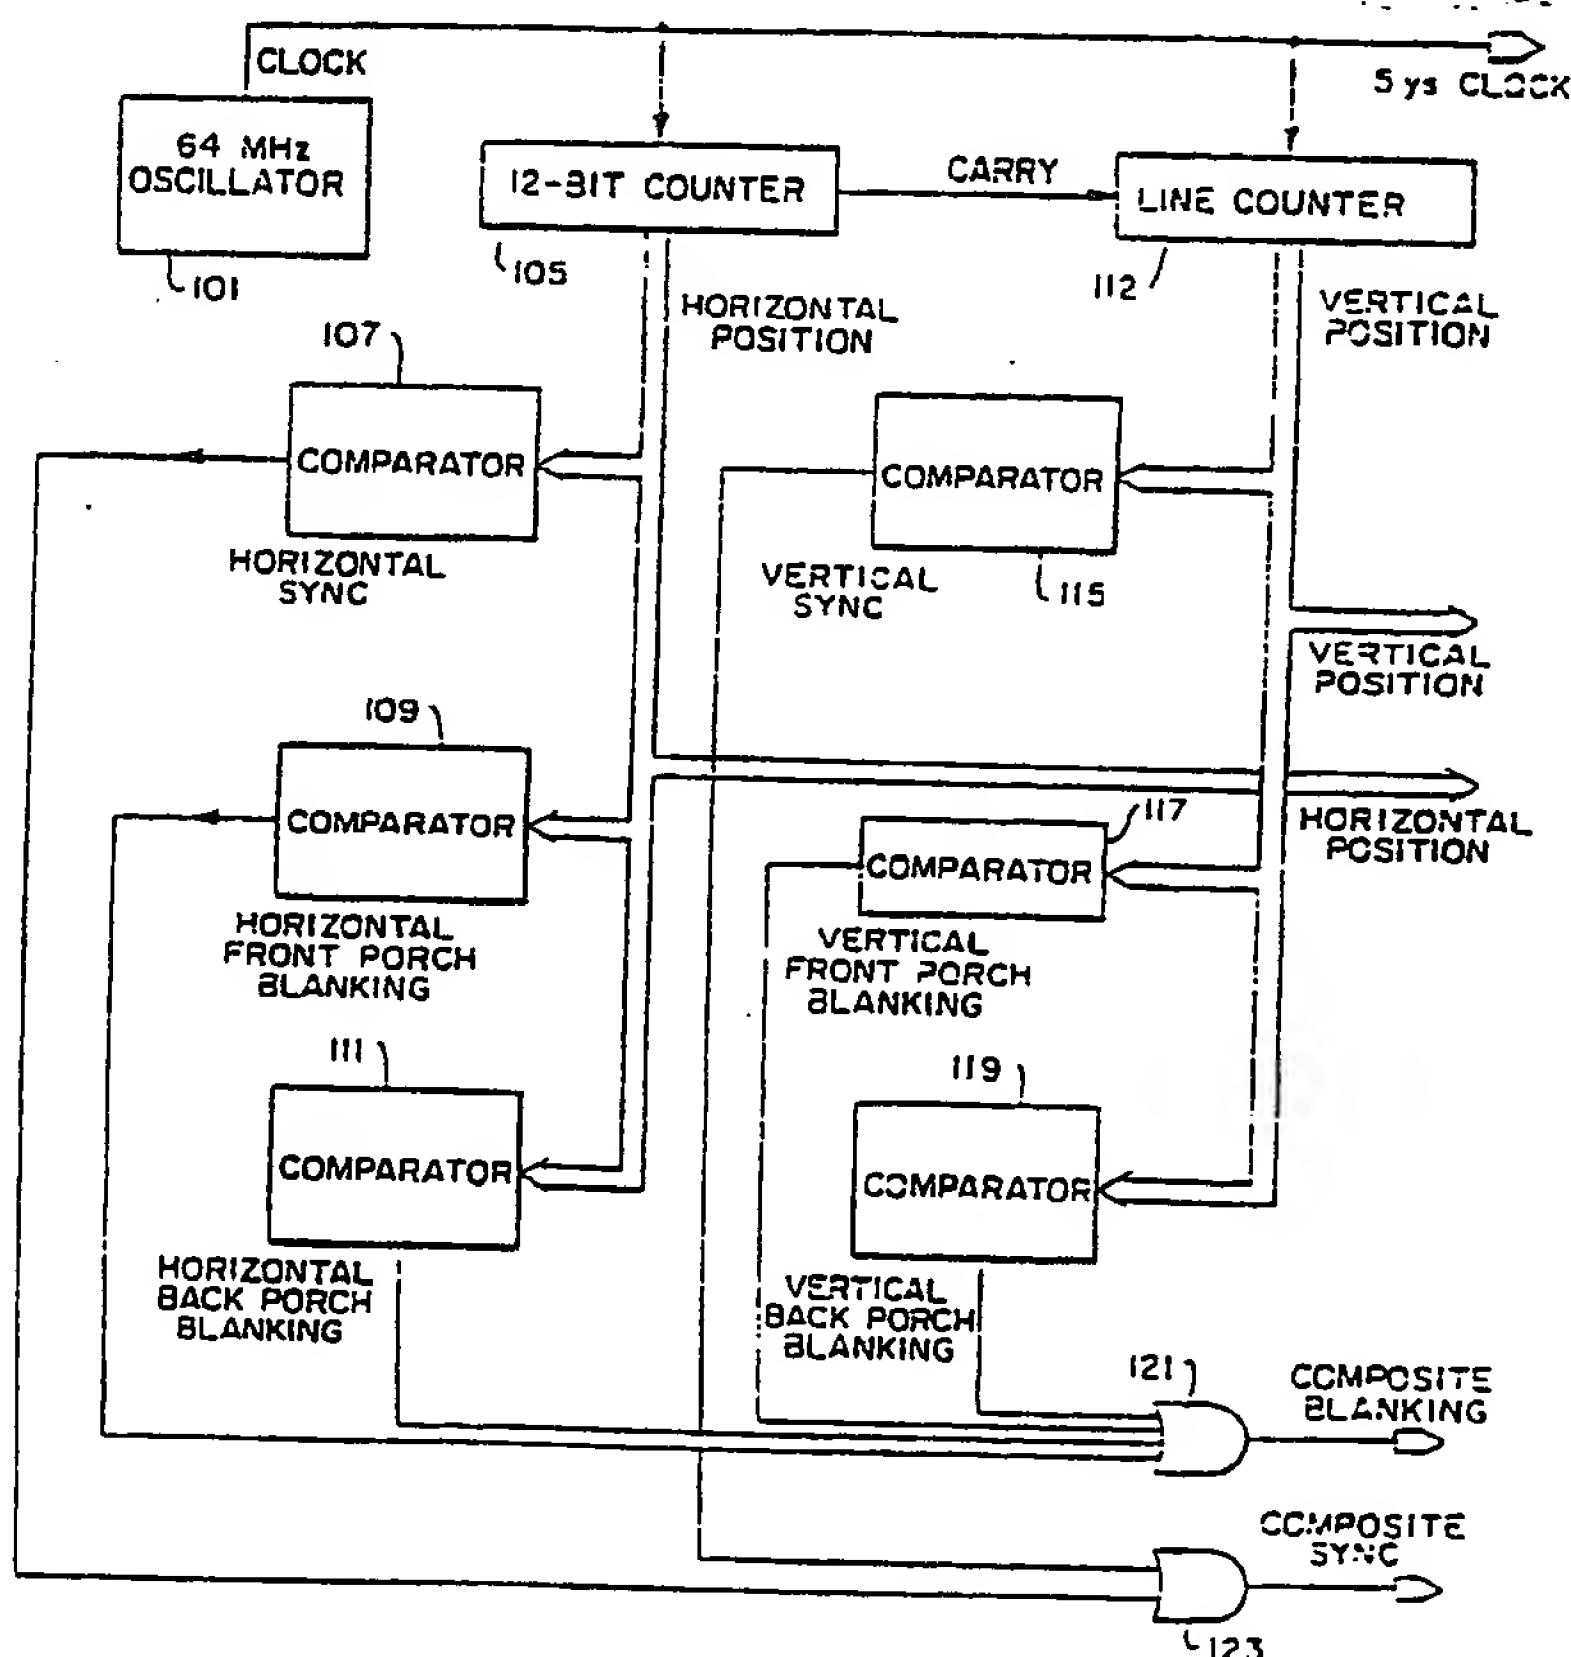 CLOCK
5 ys CLOCK
64 MHz
OSCILLATOR
12-BIT COUNTER
CARRY
LINE COUNTER
101
105
112
HORIZONTAL
POSITION
VERTICAL
POSITION
107
COMPARATOR
COMPARATOR
HORIZONTAL
SYNC
VERTICAL
SYNC
115
VERTICAL
POSITION
109
COMPARATOR
117
COMPARATOR
HORIZONTAL
POSITION
HORIZONTAL
FRONT PORCH
BLANKING
VERTICAL
FRONT PORCH
BLANKING
111
COMPARATOR
119
COMPARATOR
HORIZONTAL
BACK PORCH
BLANKING
VERTICAL
BACK PORCH
BLANKING
121
COMPOSITE
BLANKING
COMPOSITE
SYNC
123